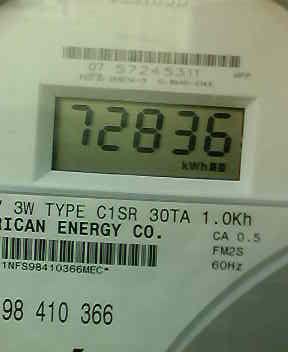 07 57245311
72836
kWh
3W TYPE C1SR 30TA 1.0Kh
RICAN ENERGY CO.
CA 0.5
FM2S
1NFS98410366MEC*
60Hz
98 410 366